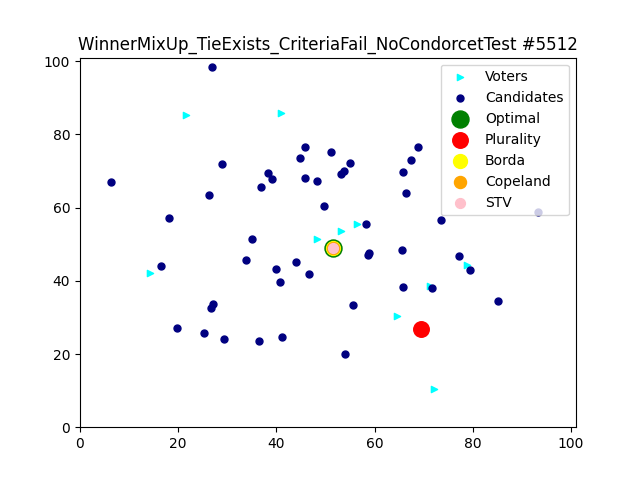 WinnerMixUp_TieExists_CriteriaFail_NoCondorcetTest #5512
100
80
60
40
20
0
0 20 40 60 80 100
Voters
Candidates
Optimal
Plurality
Borda
Copeland
STV